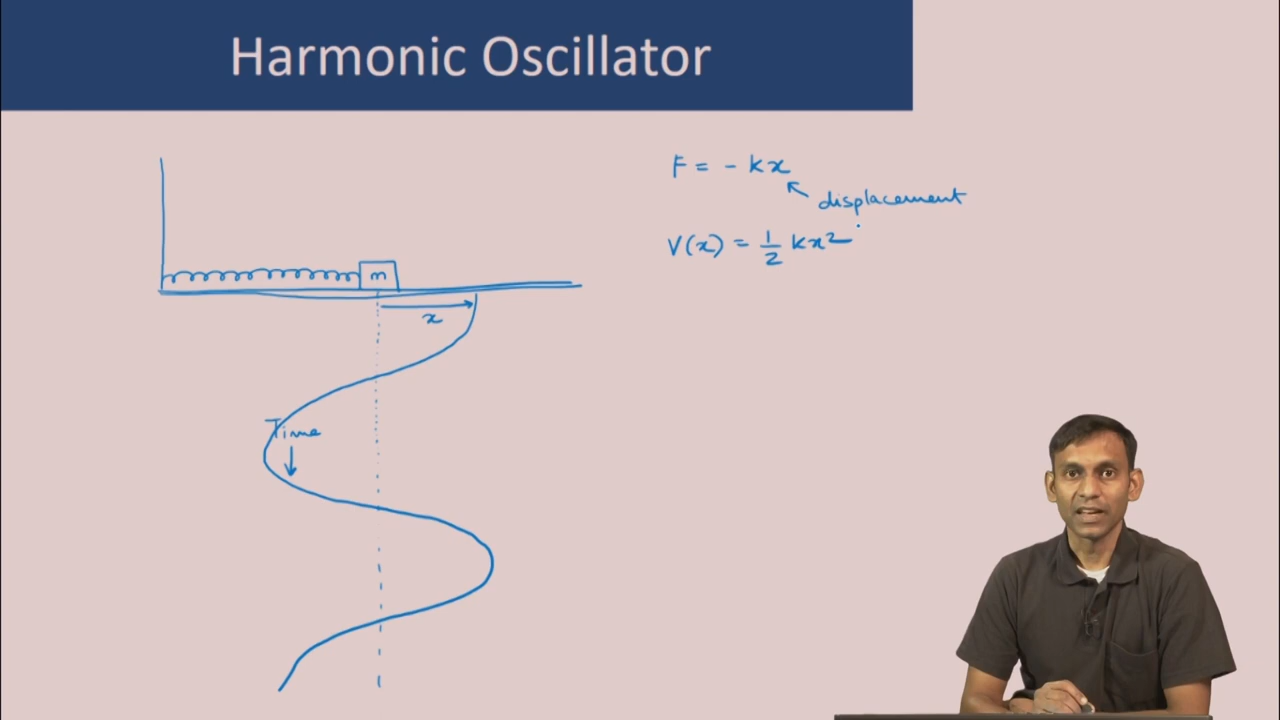 Harmonic Oscillator
F = - kx
displacement
V(x) = 1/2 kx²
m
x
Time